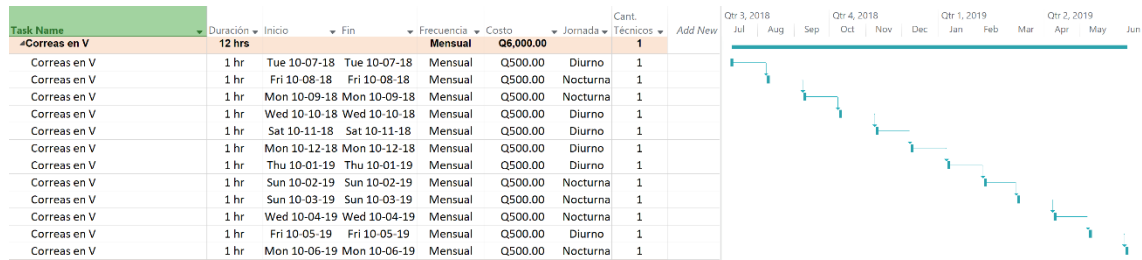 Cant.
Task Name Duración Inicio Fin Frecuencia Costo Jornada Técnicos Add New
Correas en V 12 hrs Mensual Q6,000.00 1
Correas en V 1 hr Tue 10-07-18 Tue 10-07-18 Mensual Q500.00 Diurno 1
Correas en V 1 hr Fri 10-08-18 Fri 10-08-18 Mensual Q500.00 Nocturna 1
Correas en V 1 hr Mon 10-09-18 Mon 10-09-18 Mensual Q500.00 Nocturna 1
Correas en V 1 hr Wed 10-10-18 Wed 10-10-18 Mensual Q500.00 Diurno 1
Correas en V 1 hr Sat 10-11-18 Sat 10-11-18 Mensual Q500.00 Diurno 1
Correas en V 1 hr Mon 10-12-18 Mon 10-12-18 Mensual Q500.00 Diurno 1
Correas en V 1 hr Thu 10-01-19 Thu 10-01-19 Mensual Q500.00 Diurno 1
Correas en V 1 hr Sun 10-02-19 Sun 10-02-19 Mensual Q500.00 Nocturna 1
Correas en V 1 hr Sun 10-03-19 Sun 10-03-19 Mensual Q500.00 Nocturna 1
Correas en V 1 hr Wed 10-04-19 Wed 10-04-19 Mensual Q500.00 Nocturna 1
Correas en V 1 hr Fri 10-05-19 Fri 10-05-19 Mensual Q500.00 Diurno 1
Correas en V 1 hr Mon 10-06-19 Mon 10-06-19 Mensual Q500.00 Nocturna 1
Qtr 3, 2018 Qtr 4, 2018 Qtr 1, 2019 Qtr 2, 2019
Jul Aug Sep Oct Nov Dec Jan Feb Mar Apr May Jun